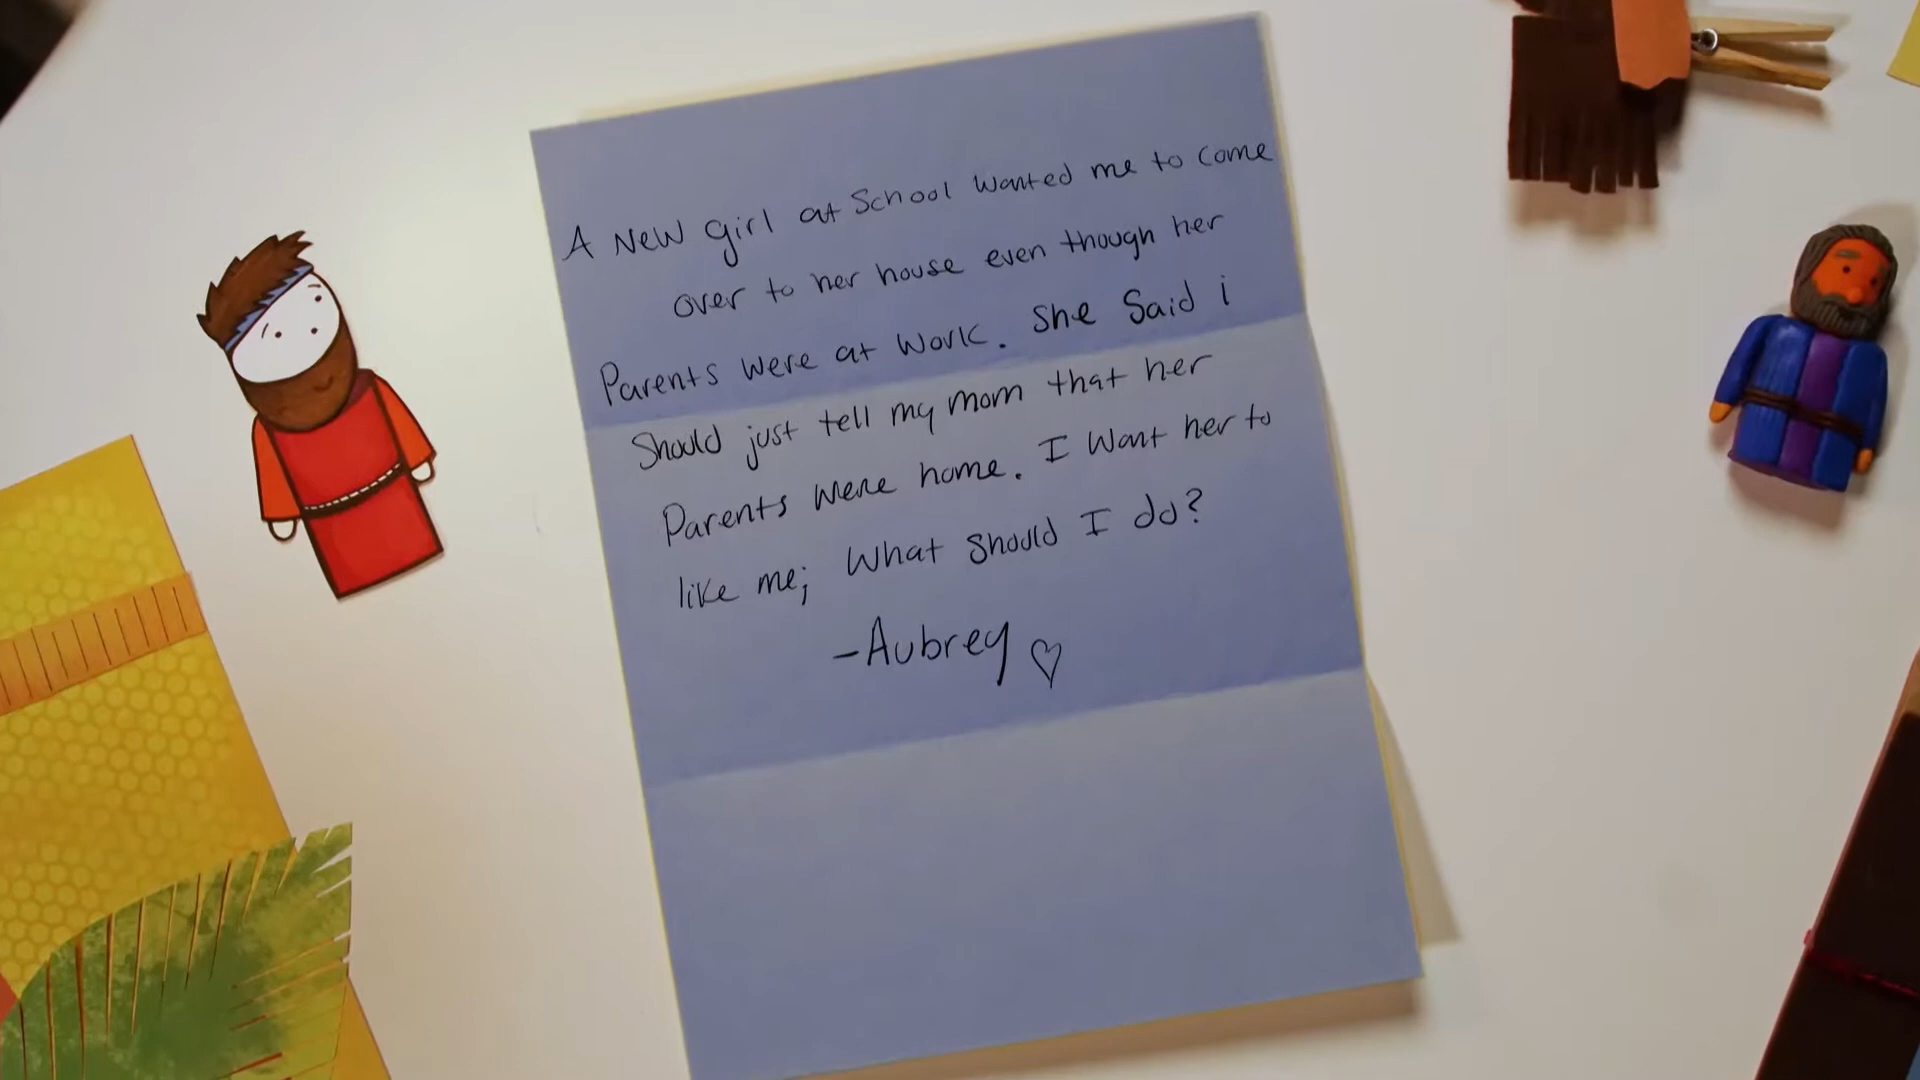 A New girl at School wanted me to come
over to her house even though her
Parents were at work. She Said i
Should just tell my mom that her
Parents were home. I want her to
like me; What Should I do?
-Aubrey ♡